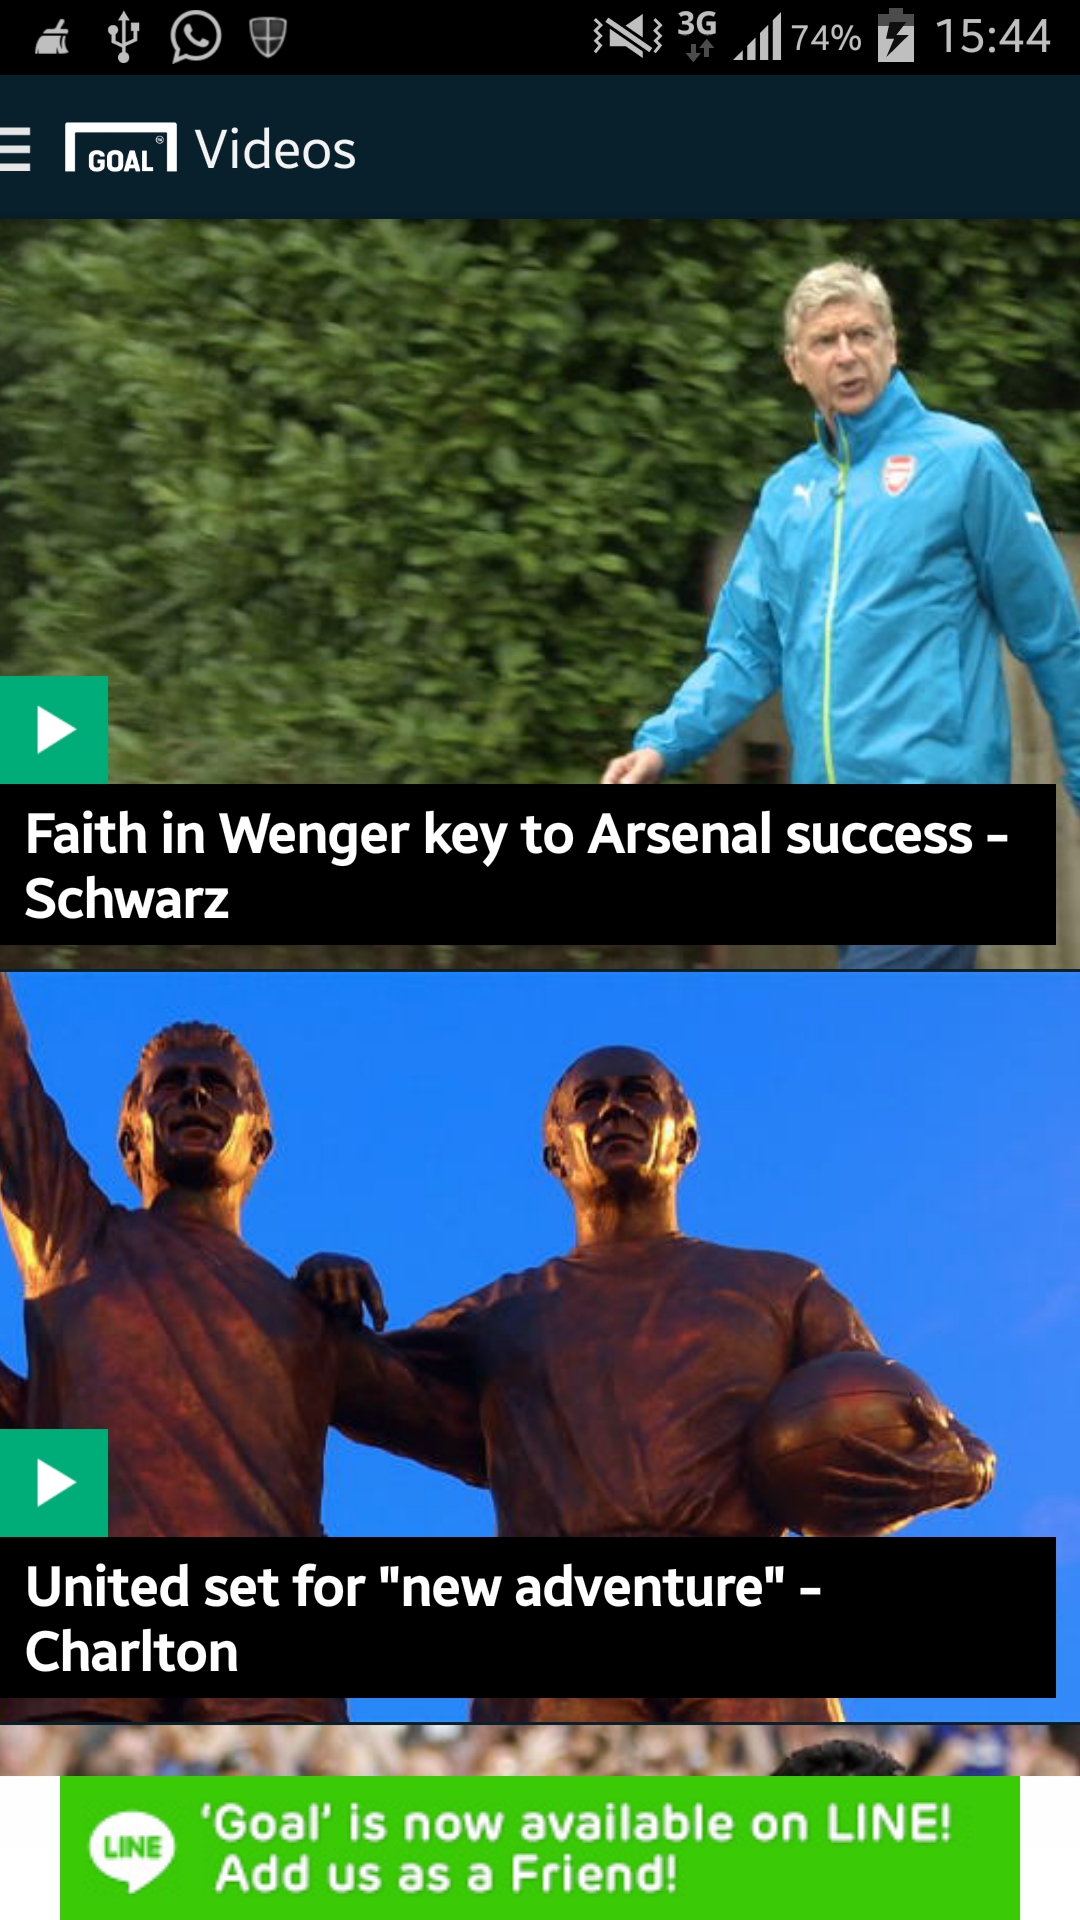 3G 74% 15:44
GOAL Videos
Faith in Wenger key to Arsenal success -
Schwarz
United set for "new adventure" -
Charlton
LINE
‘Goal’ is now available on LINE!
Add us as a Friend!